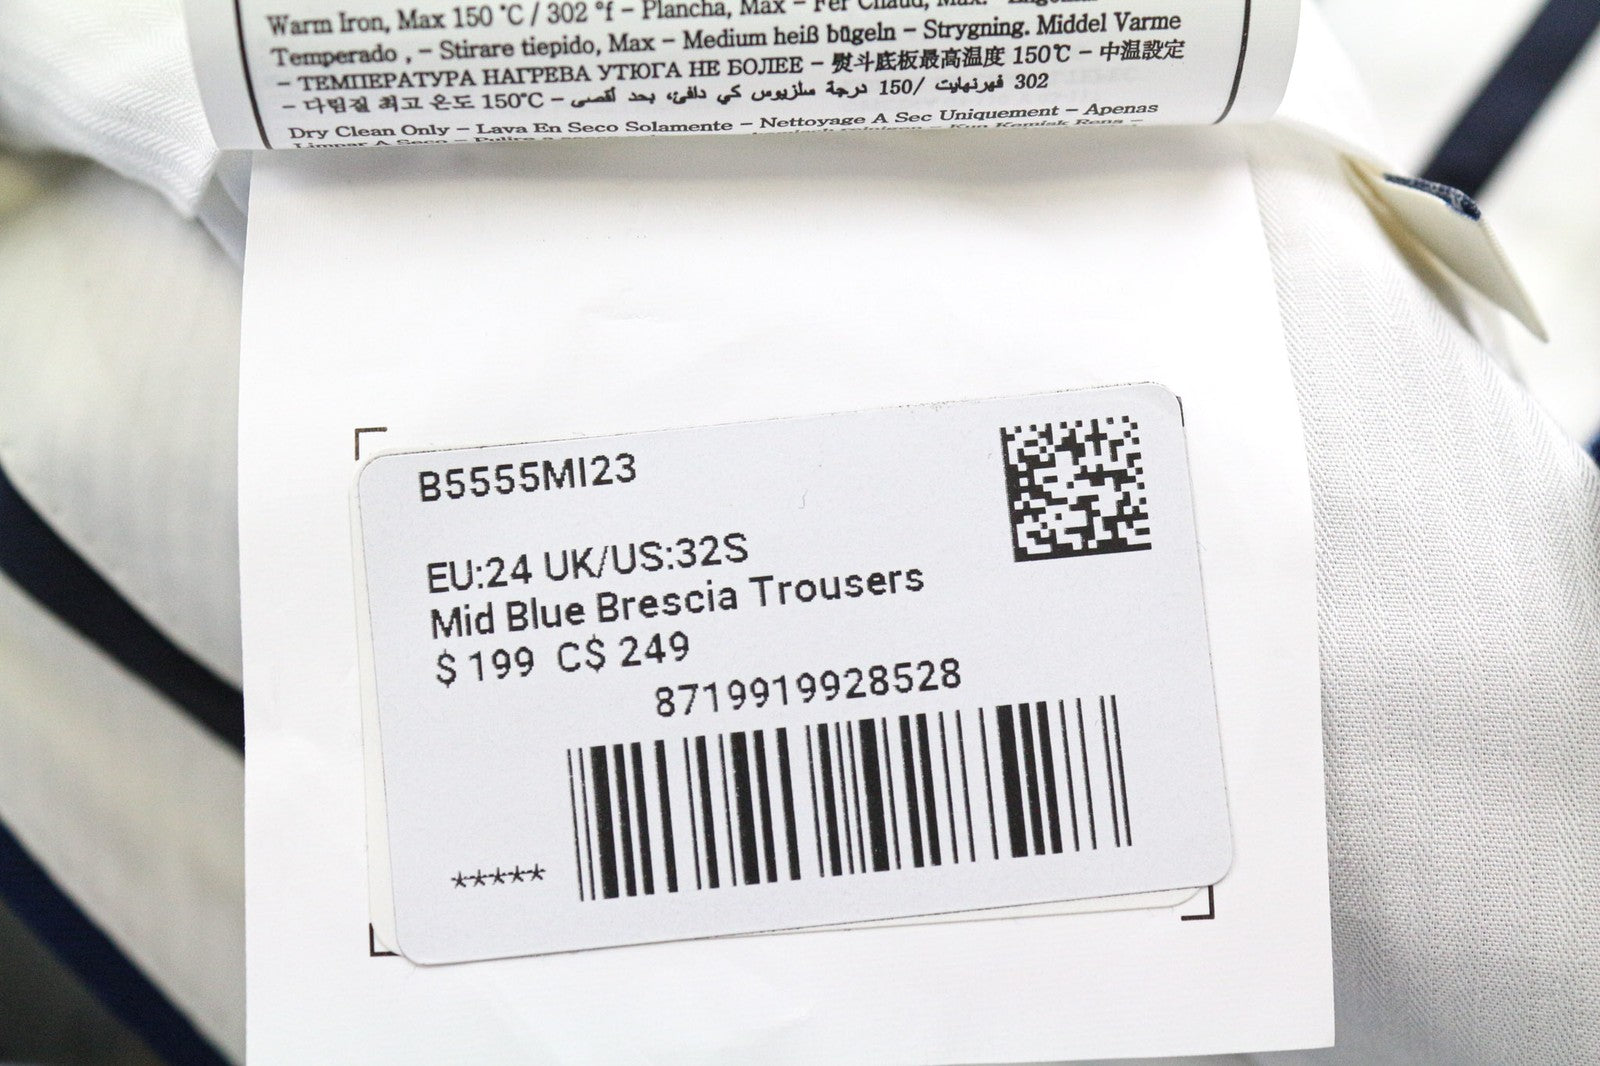 Warm Iron, Max 150 °C / 302 °f – Plancha, Max – Fer Chaud, Max.
Temperado , – Stirare tiepido, Max – Medium heiß bügeln – Strygning. Middel Varme
– ТЕМПЕРАТУРА НАГРЕВА УТЮГА НЕ БОЛЕЕ – 熨斗底板最高温度 150℃ – 中温設定
– 다림질 최고 온도 150°C – درجة سلزيوس كي دافئ، بحد أقصى 150/ فهرنهايت 302
Dry Clean Only – Lava En Seco Solamente – Nettoyage A Sec Uniquement – Apenas
Limpar A Seco –
B5555MI23
EU:24 UK/US:32S
Mid Blue Brescia Trousers
$ 199 C$ 249
8719919928528
*****